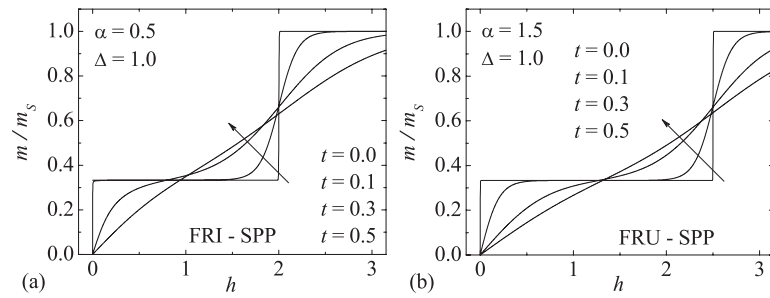 α = 0.5
Δ = 1.0
t = 0.0
t = 0.1
t = 0.3
t = 0.5
FRI - SPP
m / m_S
1.0
0.8
0.6
0.4
0.2
0.0
0 1 2 3
h
(a)
α = 1.5
Δ = 1.0
t = 0.0
t = 0.1
t = 0.3
t = 0.5
FRU - SPP
m / m_S
1.0
0.8
0.6
0.4
0.2
0.0
0 1 2 3
h
(b)